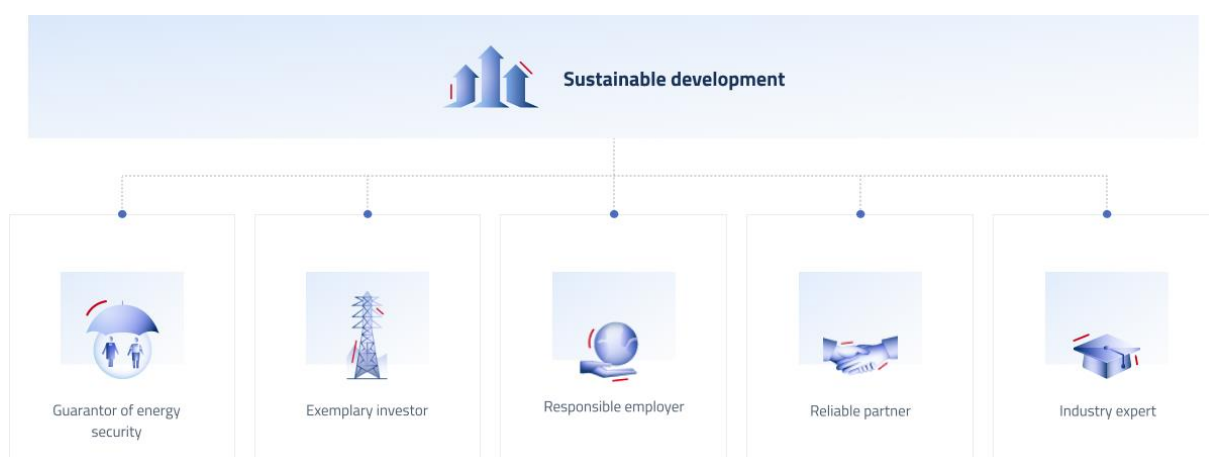 Sustainable development
Guarantor of energy
security
Exemplary investor
Responsible employer
Reliable partner
Industry expert